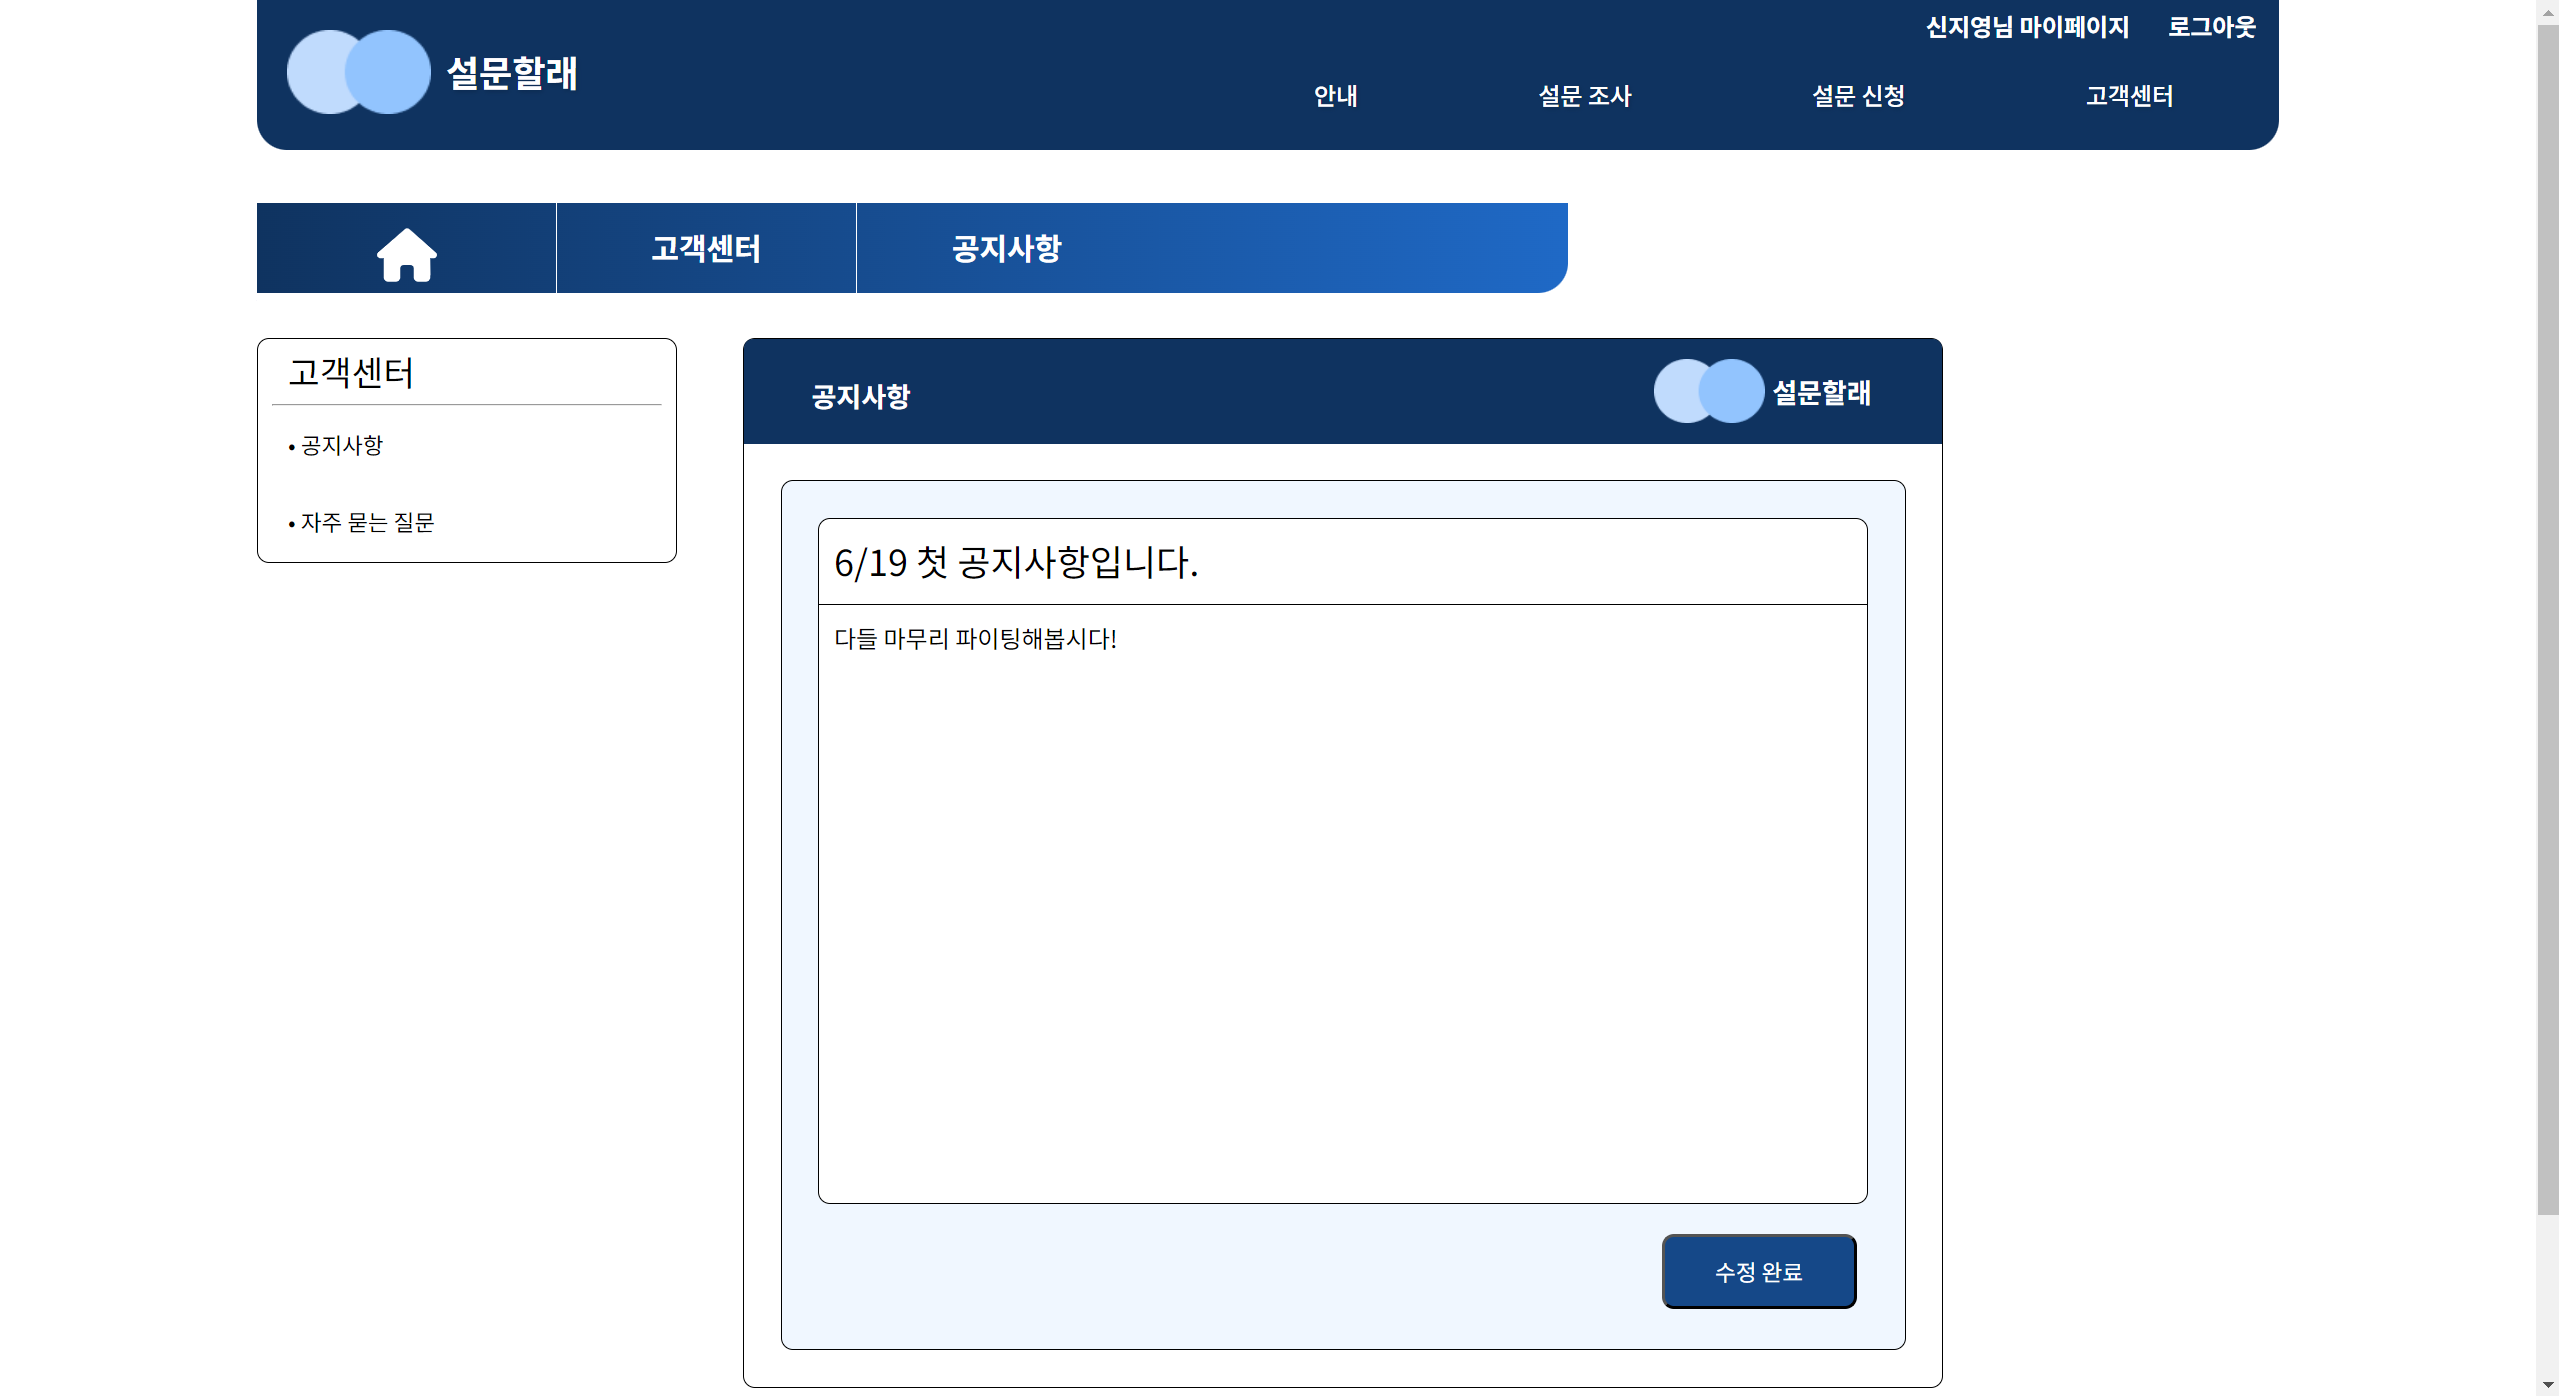 신지영님 마이페이지 로그아웃
설문할래
안내 설문 조사 설문 신청 고객센터
고객센터 공지사항
고객센터
• 공지사항
• 자주 묻는 질문
공지사항
설문할래
6/19 첫 공지사항입니다.
다들 마무리 파이팅해봅시다!
수정 완료